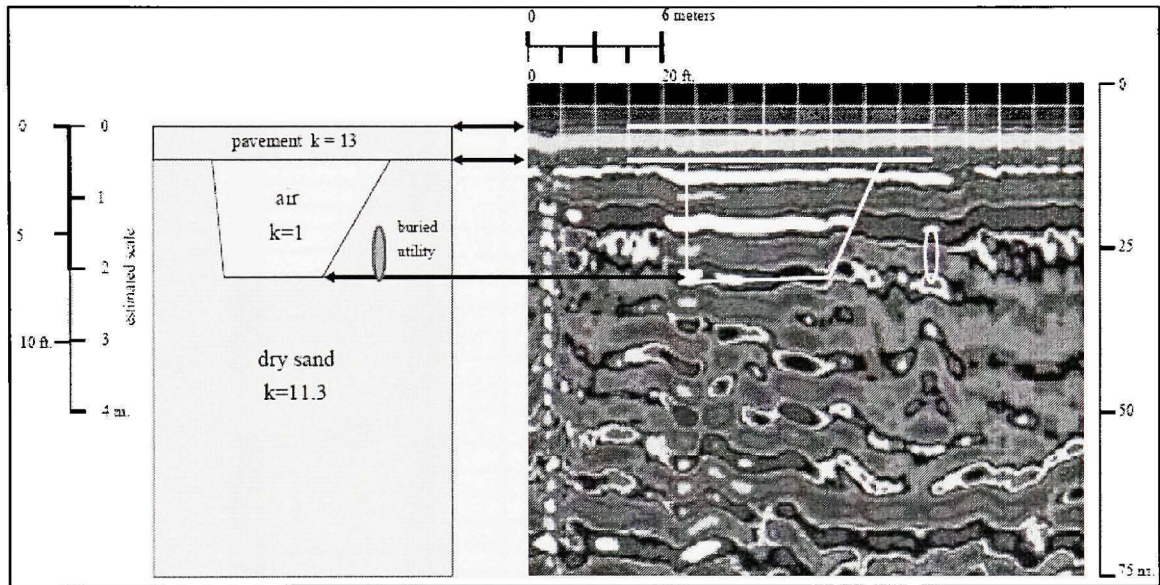 0 6 meters
0 20 ft.
0 0 0
pavement k = 13
air
k=1
buried
utility
dry sand
k=11.3
estimated scale
1
5 2
10 ft. 3
4 m.
25
50
75